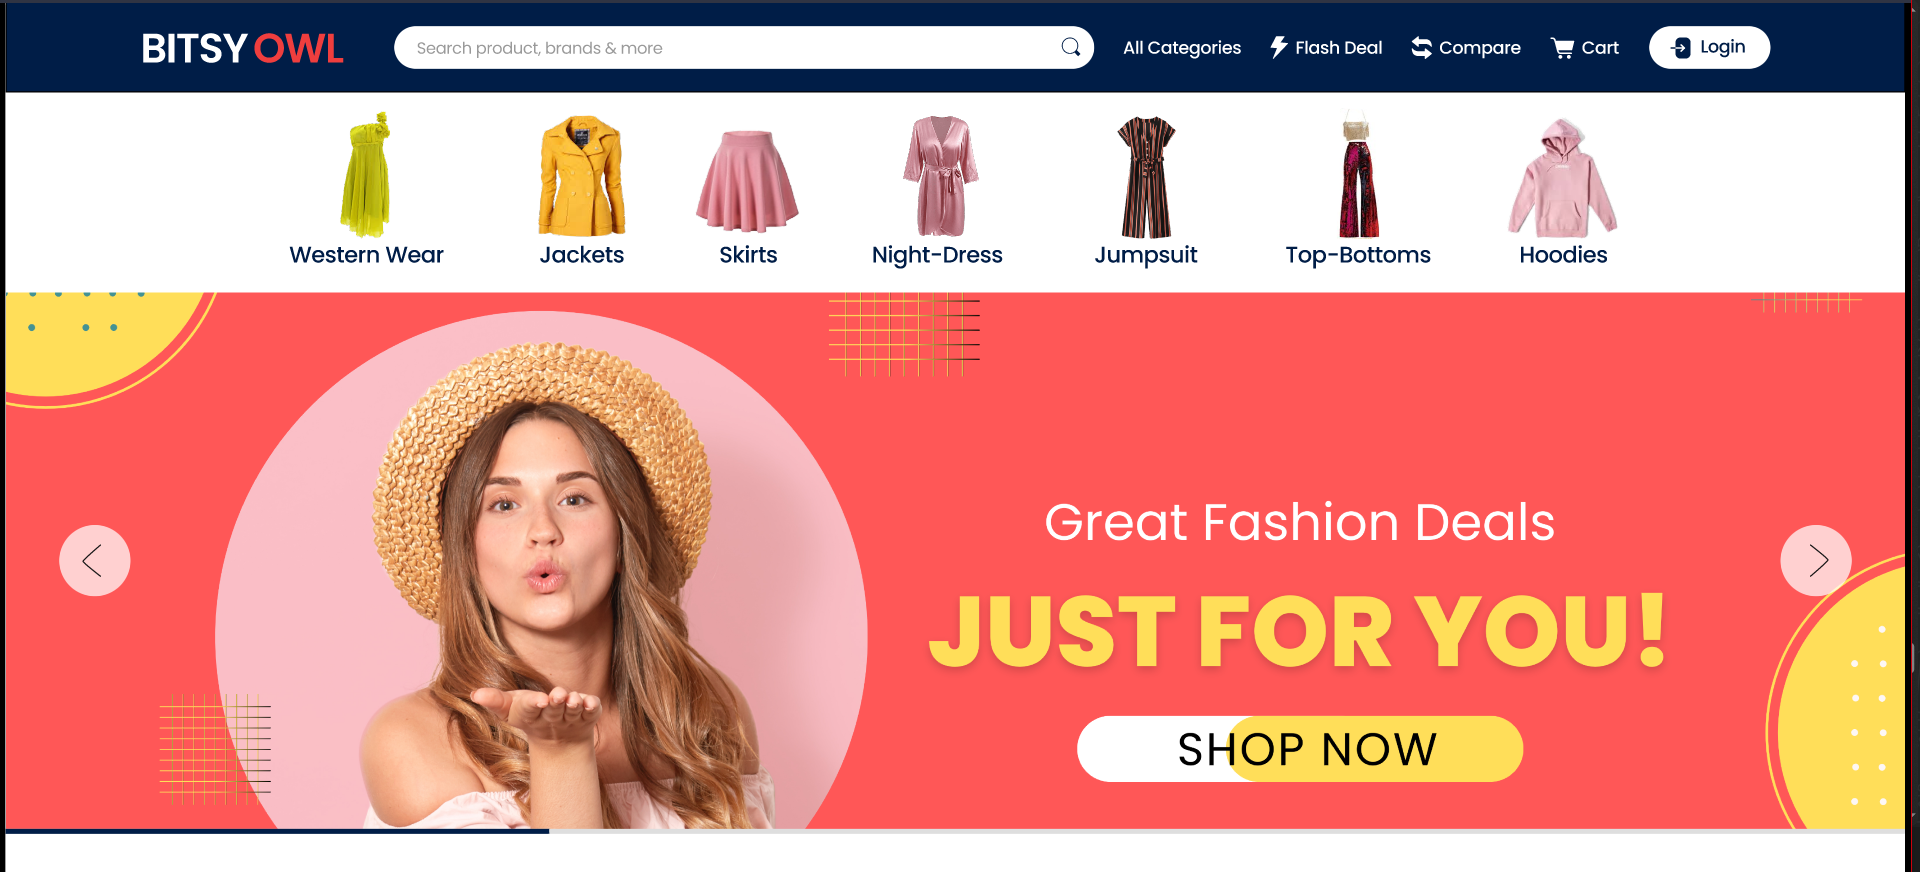 BITSY OWL
Search product, brands & more
All Categories
Flash Deal
Compare
Cart
Login
Western Wear
Jackets
Skirts
Night-Dress
Jumpsuit
Top-Bottoms
Hoodies
Great Fashion Deals
JUST FOR YOU!
SHOP NOW